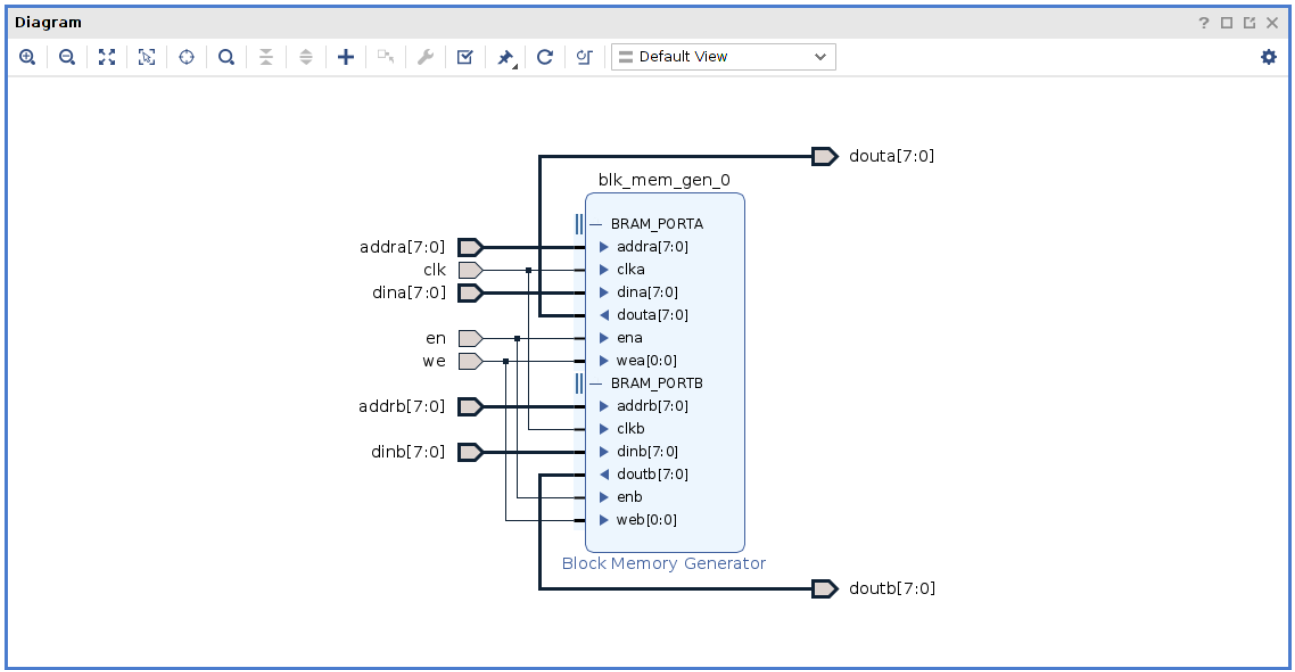 Diagram
Default View
douta[7:0]
blk_mem_gen_0
BRAM_PORTA
addra[7:0] addra[7:0]
clk clka
dina[7:0] dina[7:0]
douta[7:0]
en ena
we wea[0:0]
BRAM_PORTB
addrb[7:0] addrb[7:0]
clkb
dinb[7:0] dinb[7:0]
doutb[7:0]
enb
web[0:0]
Block Memory Generator
doutb[7:0]